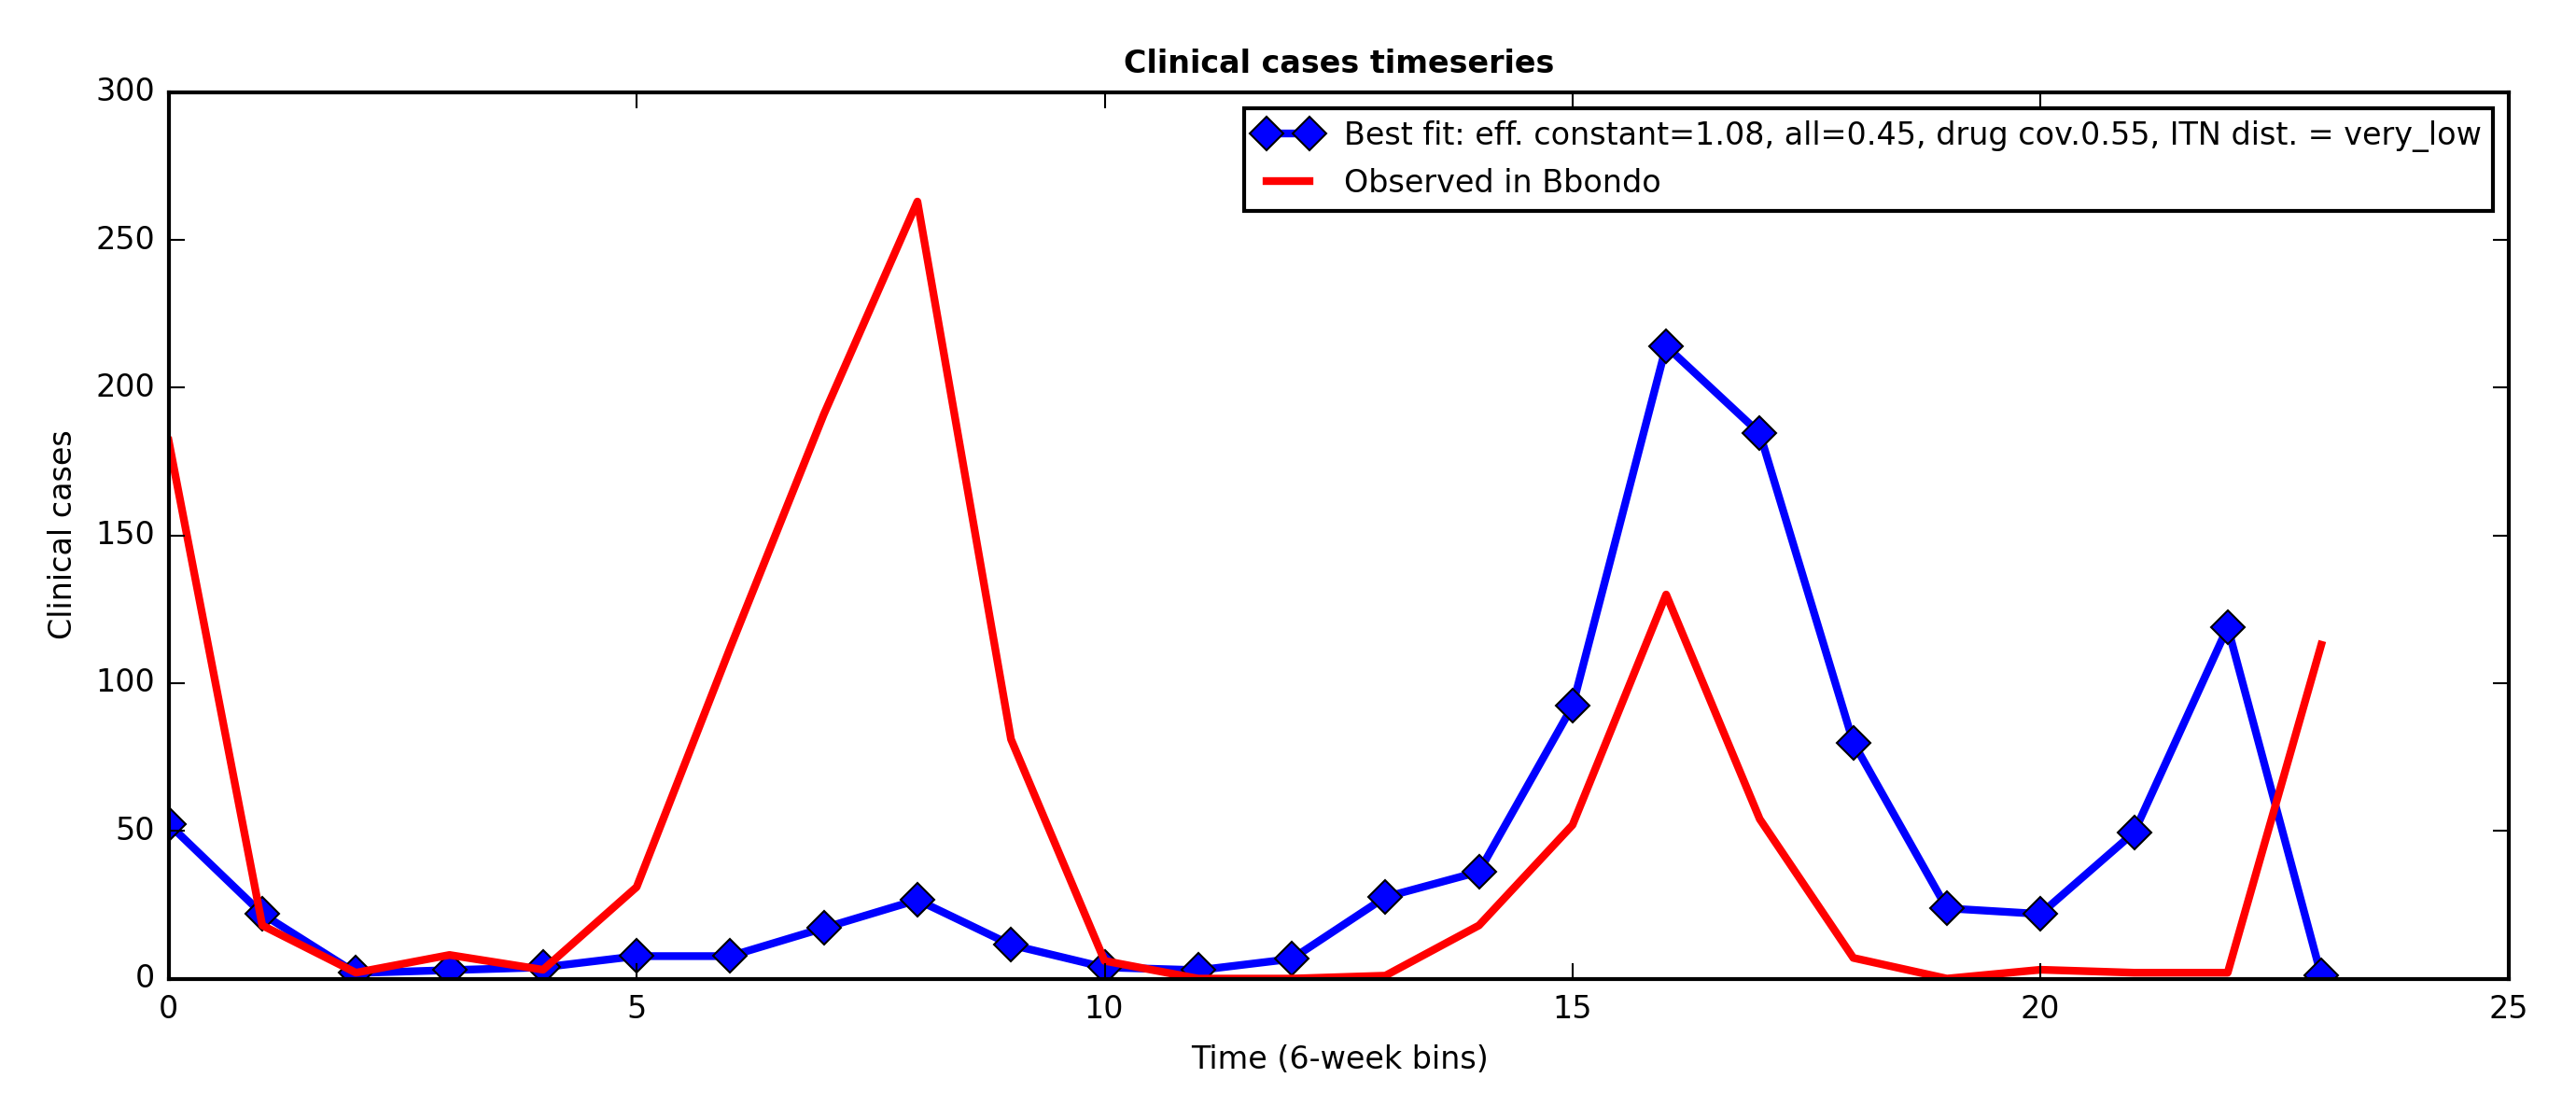 Clinical cases timeseries
300
250
200
150
100
50
0
Clinical cases
Best fit: eff. constant=1.08, all=0.45, drug cov.0.55, ITN dist. = very_low
Observed in Bbondo
0 5 10 15 20 25
Time (6-week bins)